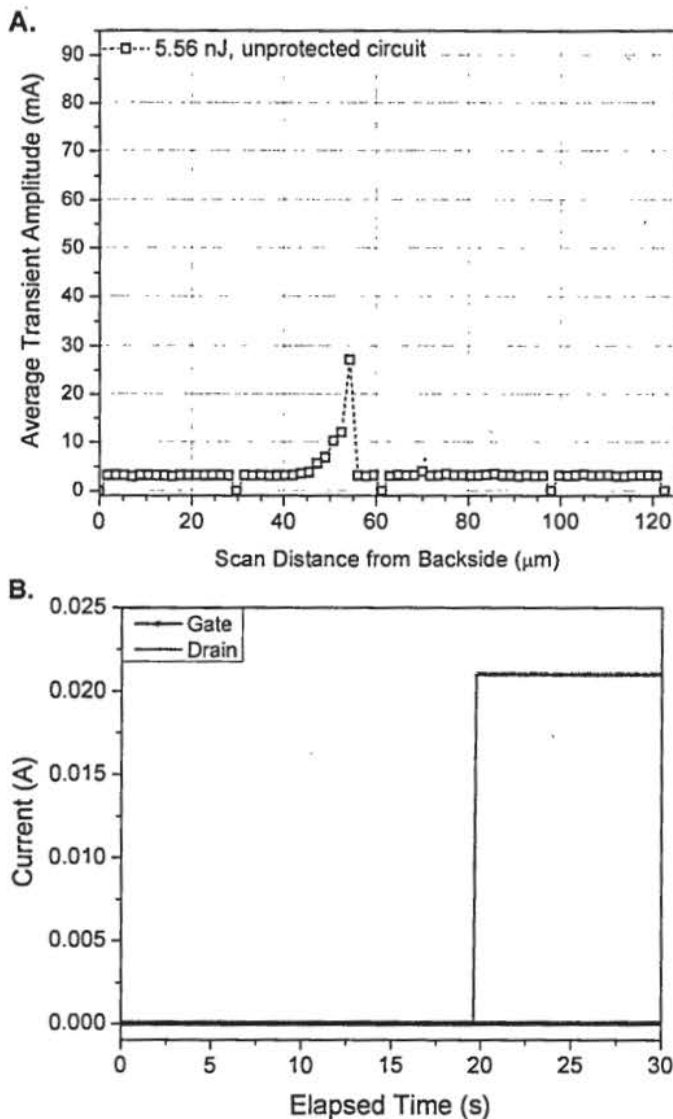 A.
5.56 nJ, unprotected circuit
90
80
70
60
50
40
30
20
10
0
Average Transient Amplitude (mA)
0 20 40 60 80 100 120
Scan Distance from Backside (μm)
B.
Gate
Drain
0.025
0.020
0.015
0.010
0.005
0.000
Current (A)
0 5 10 15 20 25 30
Elapsed Time (s)